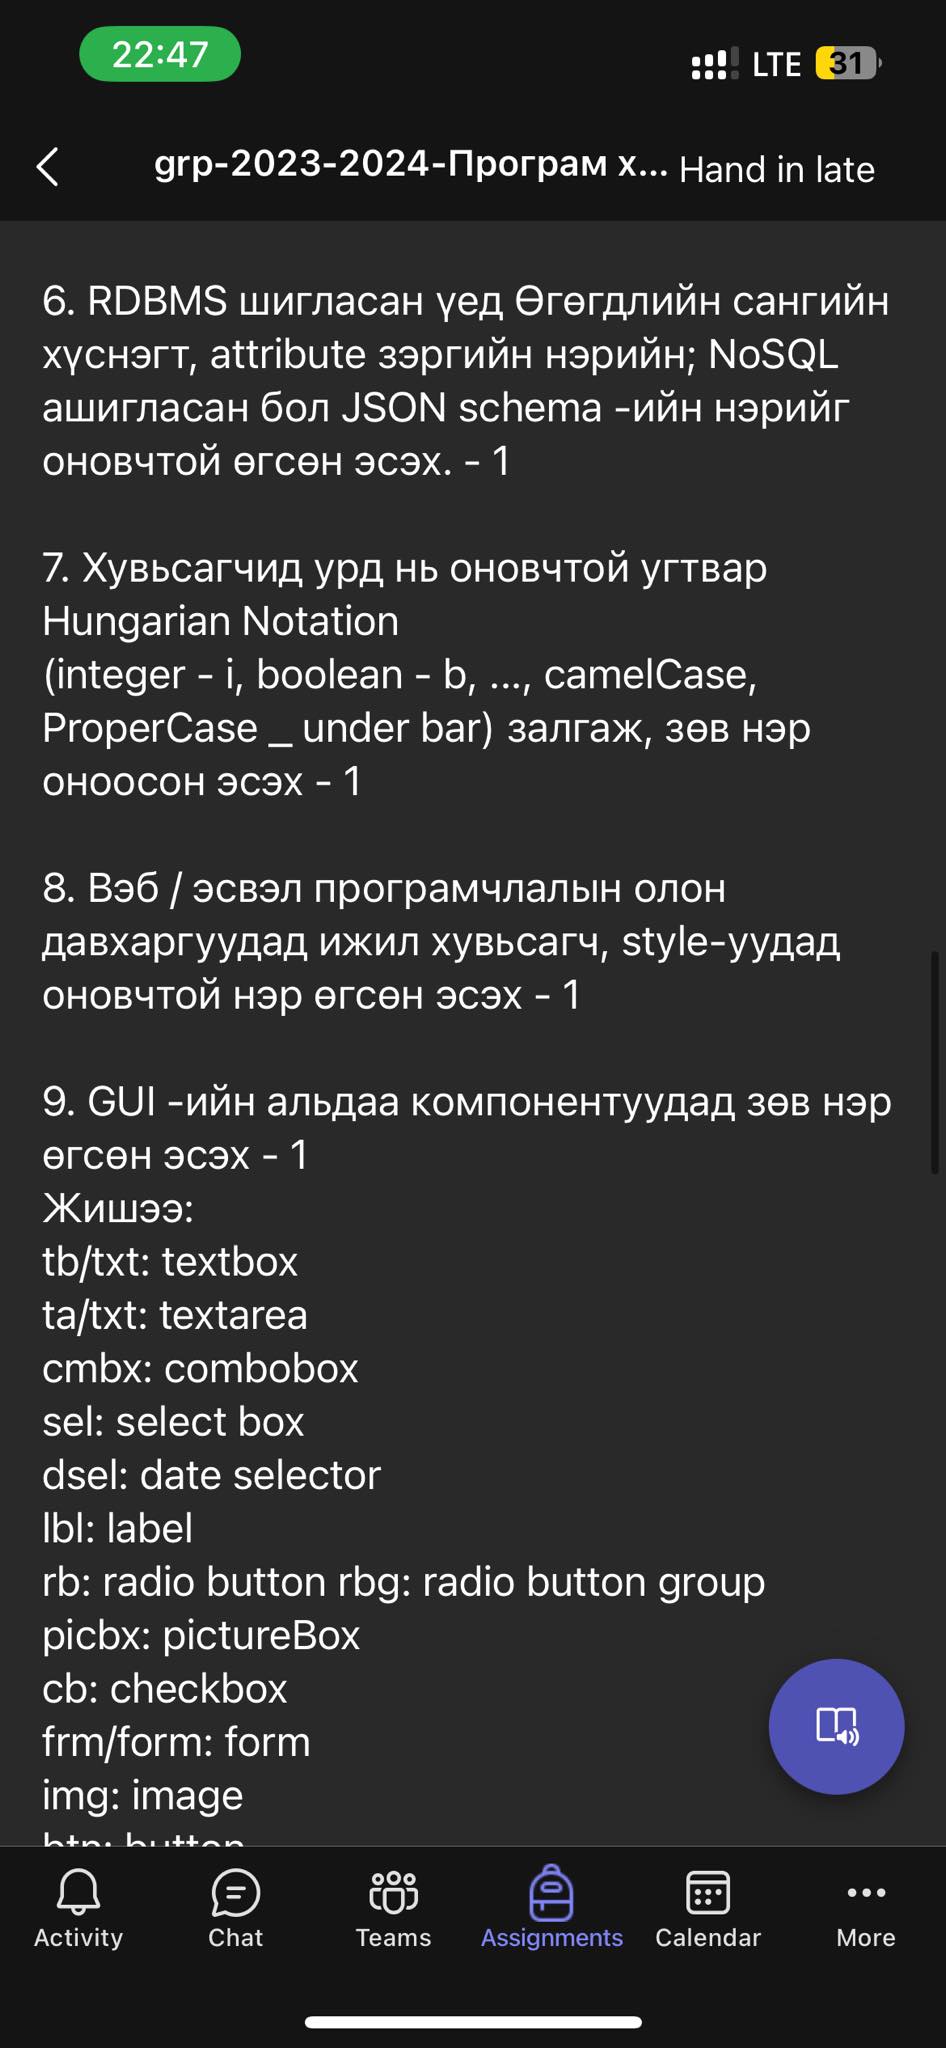 22:47
LTE 31
grp-2023-2024-Програм х... Hand in late
6. RDBMS шигласан үед Өгөгдлийн сангийн
хүснэгт, attribute зэргийн нэрийн; NoSQL
ашигласан бол JSON schema -ийн нэрийг
оновчтой өгсөн эсэх. - 1
7. Хувьсагчид урд нь оновчтой угтвар
Hungarian Notation
(integer - i, boolean - b, ..., camelCase,
ProperCase _ under bar) залгаж, зөв нэр
оноосон эсэх - 1
8. Вэб / эсвэл програмчлалын олон
давхаргуудад ижил хувьсагч, style-уудад
оновчтой нэр өгсөн эсэх - 1
9. GUI -ийн альдаа компонентуудад зөв нэр
өгсөн эсэх - 1
Жишээ:
tb/txt: textbox
ta/txt: textarea
cmbx: combobox
sel: select box
dsel: date selector
lbl: label
rb: radio button rbg: radio button group
picbx: pictureBox
cb: checkbox
frm/form: form
img: image
btn: button
Activity Chat Teams Assignments Calendar More